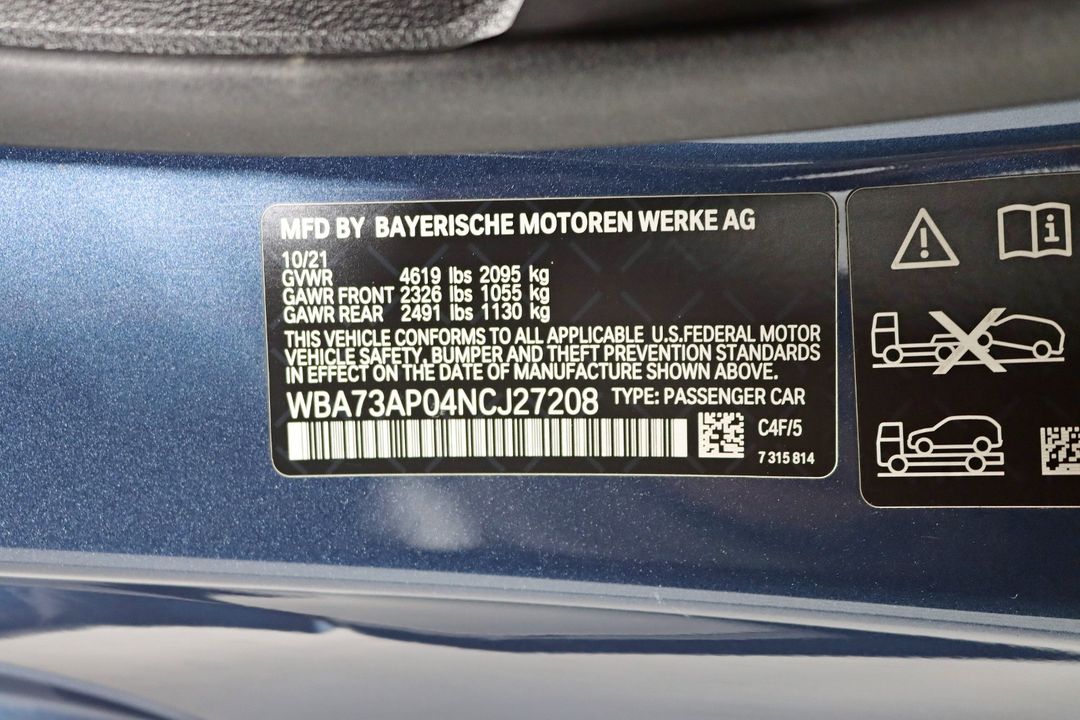 MFD BY BAYERISCHE MOTOREN WERKE AG
10/21
GVWR 4619 lbs 2095 kg
GAWR FRONT 2326 lbs 1055 kg
GAWR REAR 2491 lbs 1130 kg
THIS VEHICLE CONFORMS TO ALL APPLICABLE U.S.FEDERAL MOTOR
VEHICLE SAFETY, BUMPER AND THEFT PREVENTION STANDARDS
IN EFFECT ON THE DATE OF MANUFACTURE SHOWN ABOVE.
WBA73AP04NCJ27208 TYPE: PASSENGER CAR
C4F/5
7 315 814